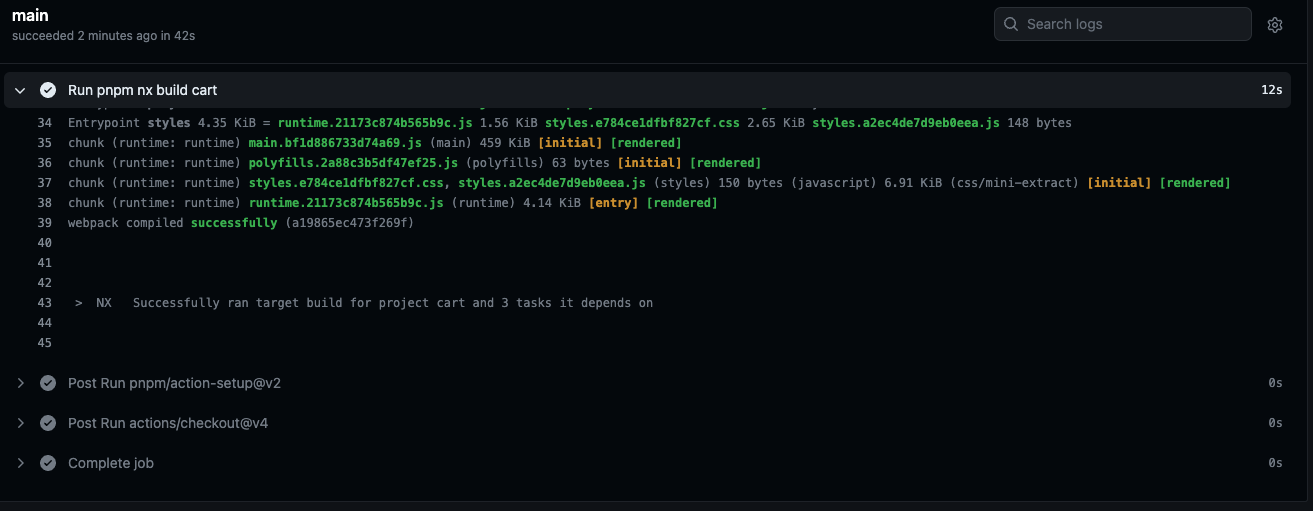 main
succeeded 2 minutes ago in 42s
Search logs
Run pnpm nx build cart 12s
34 Entrypoint styles 4.35 KiB = runtime.21173c874b565b9c.js 1.56 KiB styles.e784ce1dfbf827cf.css 2.65 KiB styles.a2ec4de7d9eb0eea.js 148 bytes
35 chunk (runtime: runtime) main.bf1d886733d74a69.js (main) 459 KiB [initial] [rendered]
36 chunk (runtime: runtime) polyfills.2a88c3b5df47ef25.js (polyfills) 63 bytes [initial] [rendered]
37 chunk (runtime: runtime) styles.e784ce1dfbf827cf.css, styles.a2ec4de7d9eb0eea.js (styles) 150 bytes (javascript) 6.91 KiB (css/mini-extract) [initial] [rendered]
38 chunk (runtime: runtime) runtime.21173c874b565b9c.js (runtime) 4.14 KiB [entry] [rendered]
39 webpack compiled successfully (a19865ec473f269f)
40
41
42
43 > NX Successfully ran target build for project cart and 3 tasks it depends on
44
45
Post Run pnpm/action-setup@v2 0s
Post Run actions/checkout@v4 0s
Complete job 0s